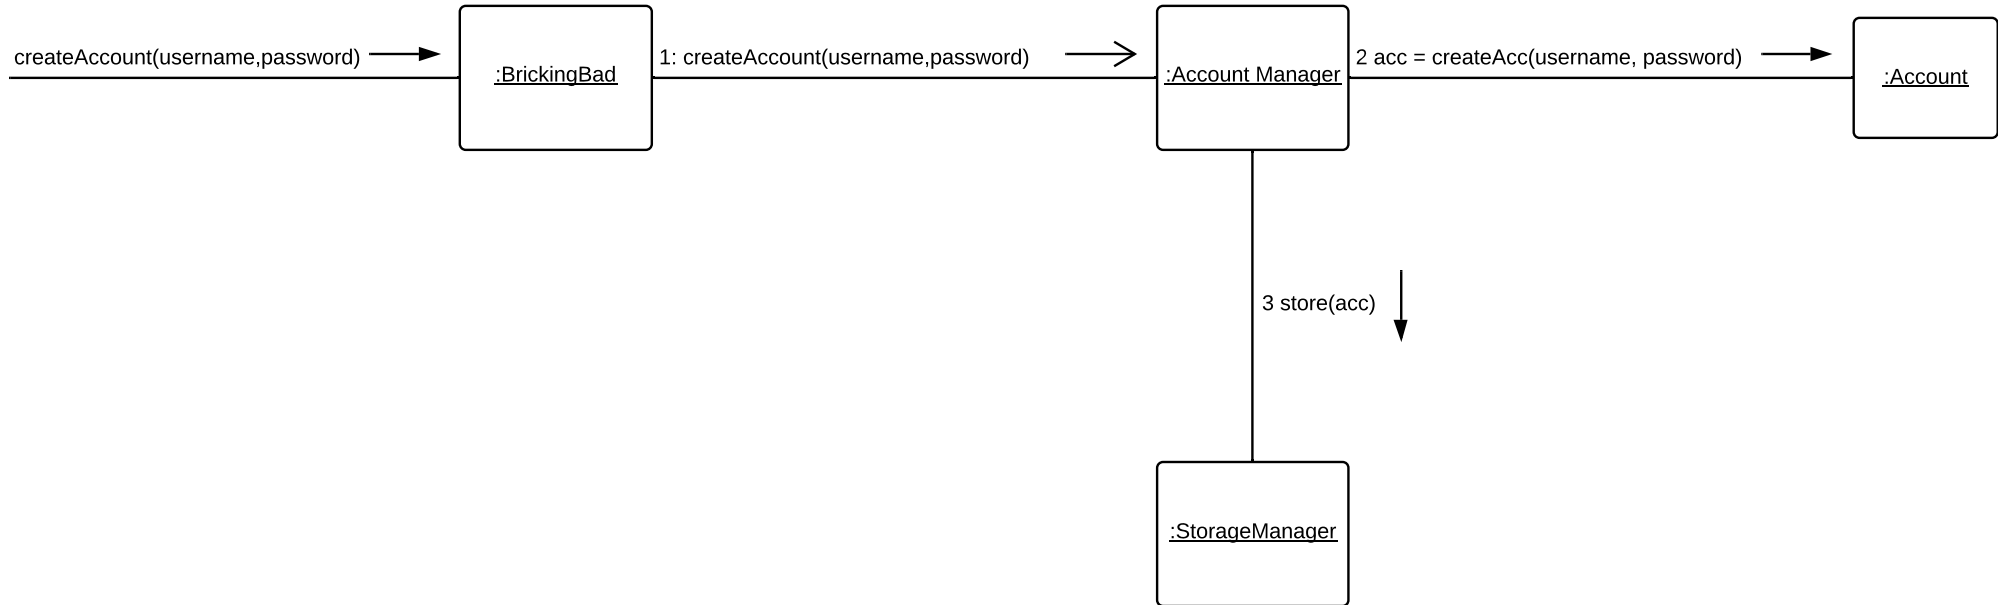 createAccount(username,password)
:BrickingBad
1: createAccount(username,password)
:Account Manager
2 acc = createAcc(username, password)
:Account
3 store(acc)
:StorageManager